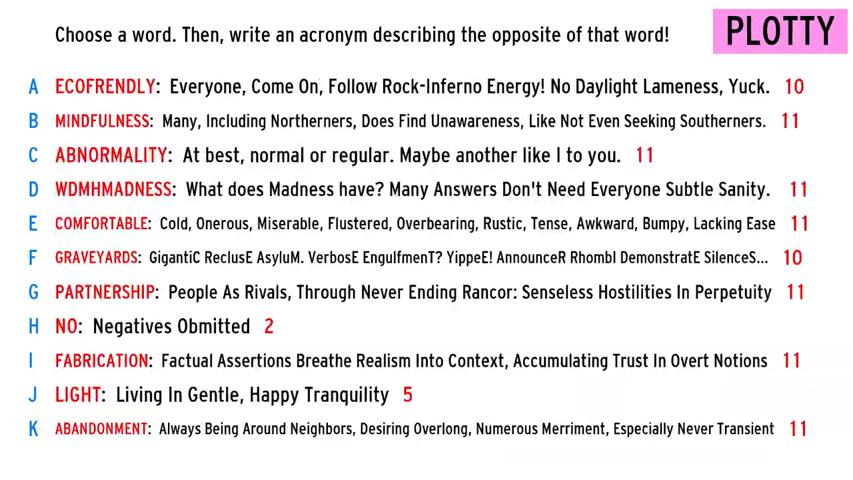 Choose a word. Then, write an acronym describing the opposite of that word!
PLOTTY
A ECOFRENDLY: Everyone, Come On, Follow Rock-Inferno Energy! No Daylight Lameness, Yuck. 10
B MINDFULNESS: Many, Including Northerners, Does Find Unawareness, Like Not Even Seeking Southerners. 11
C ABNORMALITY: At best, normal or regular. Maybe another like I to you. 11
D WDMHMADNESS: What does Madness have? Many Answers Don't Need Everyone Subtle Sanity. 11
E COMFORTABLE: Cold, Onerous, Miserable, Flustered, Overbearing, Rustic, Tense, Awkward, Bumpy, Lacking Ease 11
F GRAVEYARDS: GigantiC ReclusE AsyluM. VerbosE EngulfmenT? YippeE! AnnounceR RhombI DemonstratE SilenceS... 10
G PARTNERSHIP: People As Rivals, Through Never Ending Rancor: Senseless Hostilities In Perpetuity 11
H NO: Negatives Obmitted 2
I FABRICATION: Factual Assertions Breathe Realism Into Context, Accumulating Trust In Overt Notions 11
J LIGHT: Living In Gentle, Happy Tranquility 5
K ABANDONMENT: Always Being Around Neighbors, Desiring Overlong, Numerous Merriment, Especially Never Transient 11